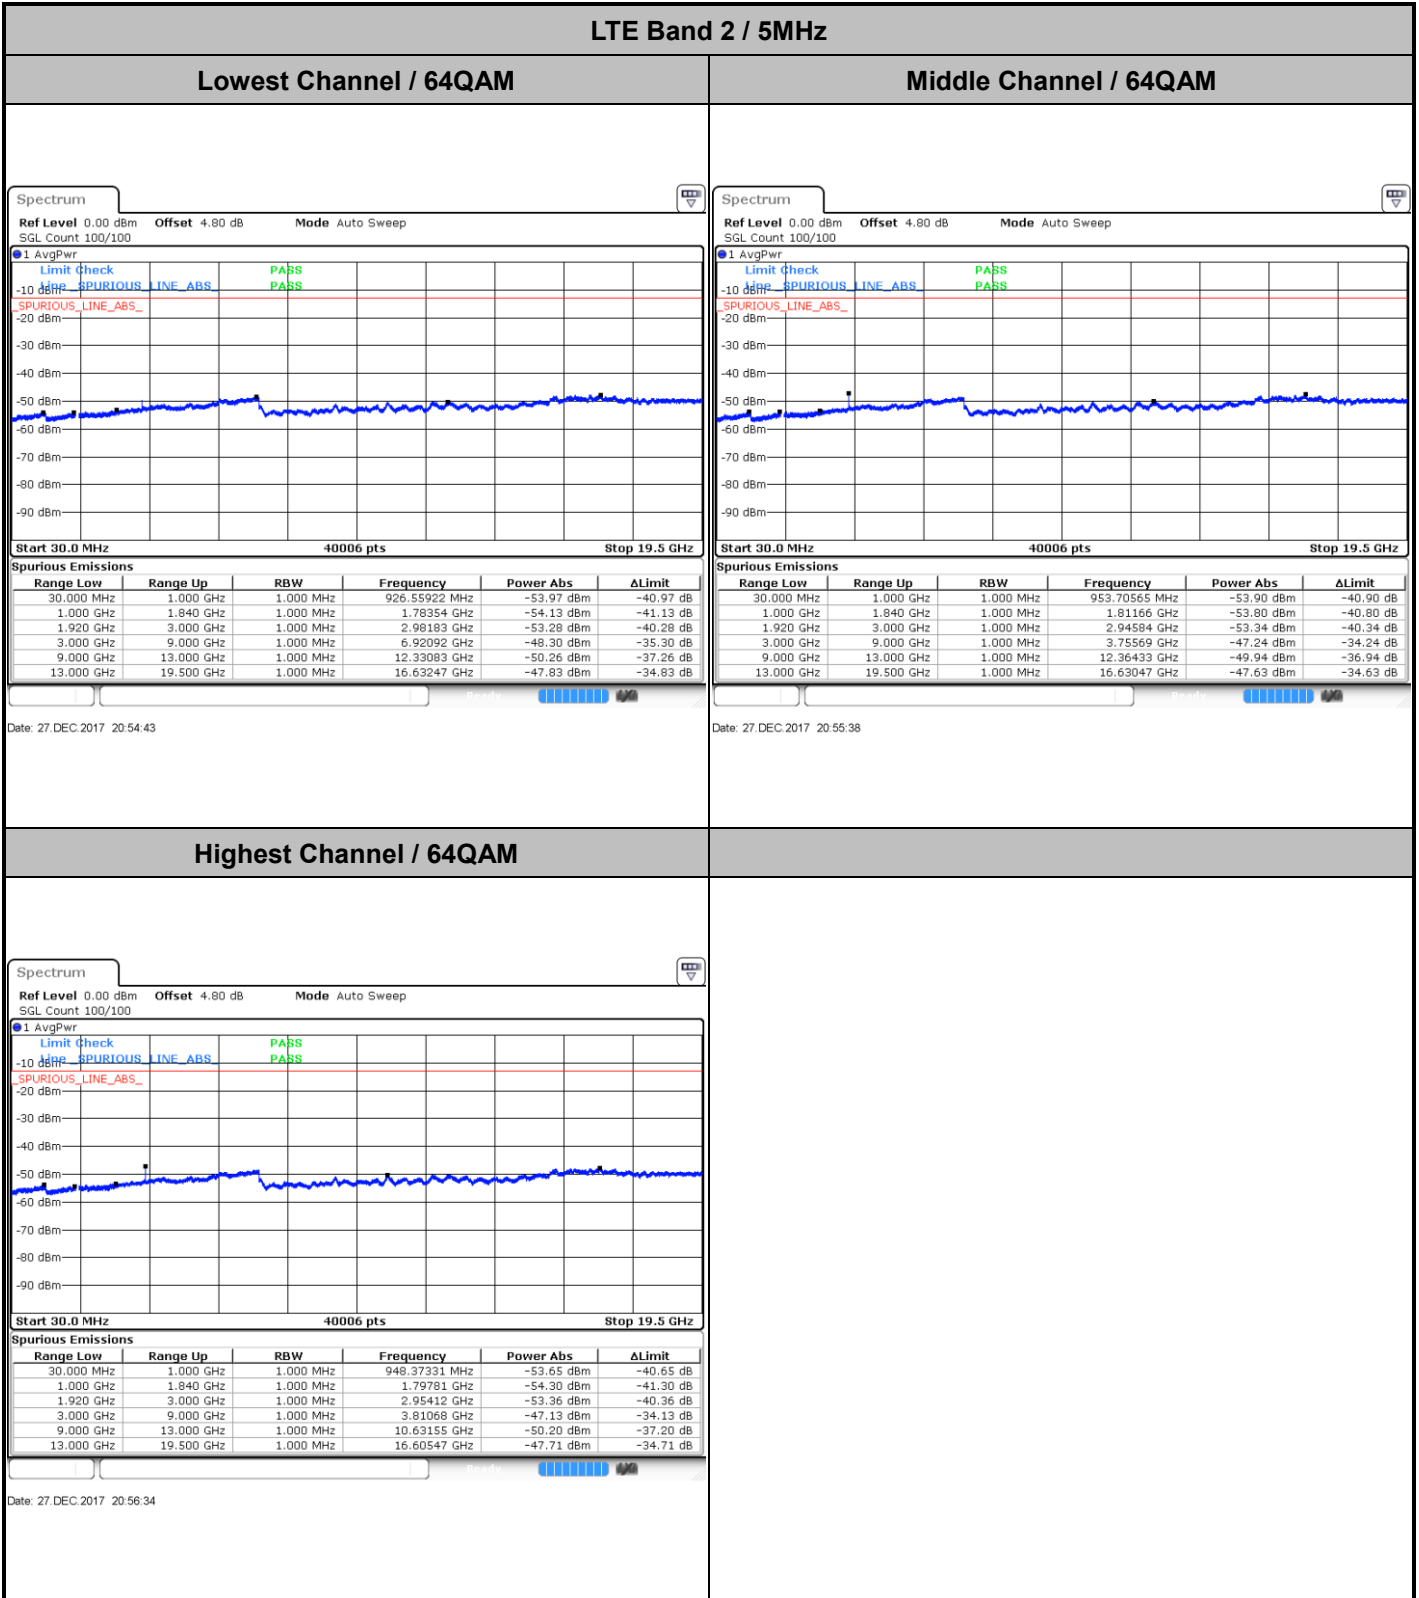 LTE Band 2 / 5MHz
Lowest Channel / 64QAM
Middle Channel / 64QAM
Spectrum
Ref Level 0.00 dBm Offset 4.80 dB Mode Auto Sweep
SGL Count 100/100
1 AvgPwr
Limit Check PASS
-10 dBm Line _SPURIOUS_LINE_ABS_ PASS
_SPURIOUS_LINE_ABS_
-20 dBm
-30 dBm
-40 dBm
-50 dBm
-60 dBm
-70 dBm
-80 dBm
-90 dBm
Start 30.0 MHz 40006 pts Stop 19.5 GHz
Spurious Emissions
Range Low Range Up RBW Frequency Power Abs ΔLimit
30.000 MHz 1.000 GHz 1.000 MHz 926.55922 MHz -53.97 dBm -40.97 dB
1.000 GHz 1.840 GHz 1.000 MHz 1.78354 GHz -54.13 dBm -41.13 dB
1.920 GHz 3.000 GHz 1.000 MHz 2.98183 GHz -53.28 dBm -40.28 dB
3.000 GHz 9.000 GHz 1.000 MHz 6.92092 GHz -48.30 dBm -35.30 dB
9.000 GHz 13.000 GHz 1.000 MHz 12.33083 GHz -50.26 dBm -37.26 dB
13.000 GHz 19.500 GHz 1.000 MHz 16.63247 GHz -47.83 dBm -34.83 dB
Ready
Date: 27.DEC.2017 20:54:43
Spectrum
Ref Level 0.00 dBm Offset 4.80 dB Mode Auto Sweep
SGL Count 100/100
1 AvgPwr
Limit Check PASS
-10 dBm Line _SPURIOUS_LINE_ABS_ PASS
_SPURIOUS_LINE_ABS_
-20 dBm
-30 dBm
-40 dBm
-50 dBm
-60 dBm
-70 dBm
-80 dBm
-90 dBm
Start 30.0 MHz 40006 pts Stop 19.5 GHz
Spurious Emissions
Range Low Range Up RBW Frequency Power Abs ΔLimit
30.000 MHz 1.000 GHz 1.000 MHz 953.70565 MHz -53.90 dBm -40.90 dB
1.000 GHz 1.840 GHz 1.000 MHz 1.81166 GHz -53.80 dBm -40.80 dB
1.920 GHz 3.000 GHz 1.000 MHz 2.94584 GHz -53.34 dBm -40.34 dB
3.000 GHz 9.000 GHz 1.000 MHz 3.75569 GHz -47.24 dBm -34.24 dB
9.000 GHz 13.000 GHz 1.000 MHz 12.36433 GHz -49.94 dBm -36.94 dB
13.000 GHz 19.500 GHz 1.000 MHz 16.63047 GHz -47.63 dBm -34.63 dB
Ready
Date: 27.DEC.2017 20:55:38
Highest Channel / 64QAM
Spectrum
Ref Level 0.00 dBm Offset 4.80 dB Mode Auto Sweep
SGL Count 100/100
1 AvgPwr
Limit Check PASS
-10 dBm Line _SPURIOUS_LINE_ABS_ PASS
_SPURIOUS_LINE_ABS_
-20 dBm
-30 dBm
-40 dBm
-50 dBm
-60 dBm
-70 dBm
-80 dBm
-90 dBm
Start 30.0 MHz 40006 pts Stop 19.5 GHz
Spurious Emissions
Range Low Range Up RBW Frequency Power Abs ΔLimit
30.000 MHz 1.000 GHz 1.000 MHz 948.37331 MHz -53.65 dBm -40.65 dB
1.000 GHz 1.840 GHz 1.000 MHz 1.79781 GHz -54.30 dBm -41.30 dB
1.920 GHz 3.000 GHz 1.000 MHz 2.95412 GHz -53.36 dBm -40.36 dB
3.000 GHz 9.000 GHz 1.000 MHz 3.81068 GHz -47.13 dBm -34.13 dB
9.000 GHz 13.000 GHz 1.000 MHz 10.63155 GHz -50.20 dBm -37.20 dB
13.000 GHz 19.500 GHz 1.000 MHz 16.60547 GHz -47.71 dBm -34.71 dB
Ready
Date: 27.DEC.2017 20:56:34